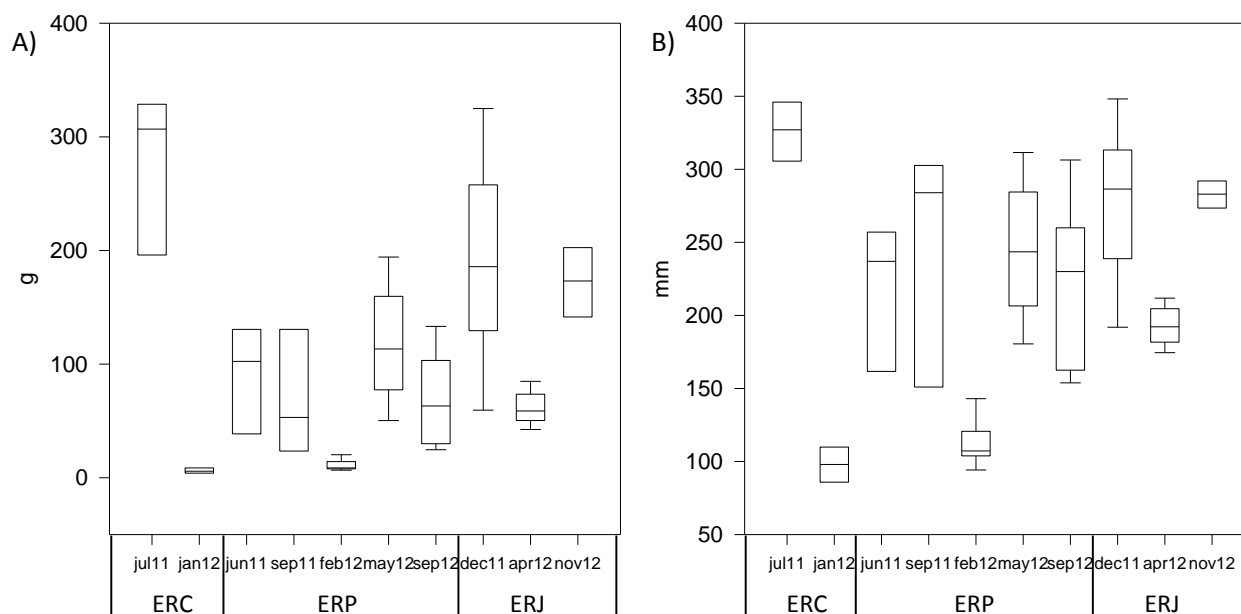 A)
400
300
200
100
0
g
jul11 jan12 jun11 sep11 feb12 may12 sep12 dec11 apr12 nov12
ERC ERP ERJ
B)
400
350
300
250
200
150
100
50
mm
jul11 jan12 jun11 sep11 feb12 may12 sep12 dec11 apr12 nov12
ERC ERP ERJ